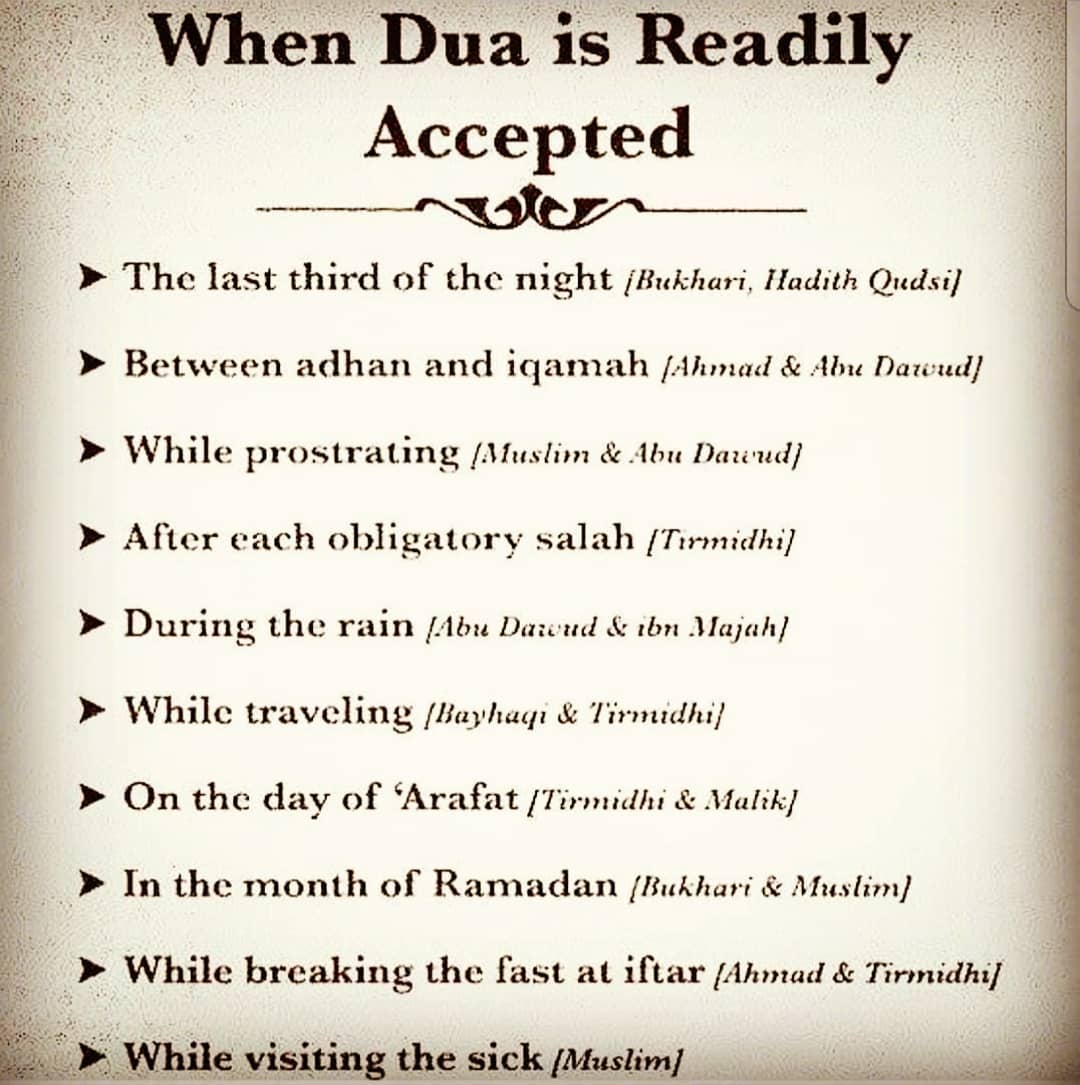 When Dua is Readily
Accepted
➤ The last third of the night [Bukhari, Hadith Qudsi]
➤ Between adhan and iqamah [Ahmad & Abu Dawud]
➤ While prostrating [Muslim & Abu Dawud]
➤ After each obligatory salah [Tirmidhi]
➤ During the rain [Abu Dawud & ibn Majah]
➤ While traveling [Bayhaqi & Tirmidhi]
➤ On the day of ‘Arafat [Tirmidhi & Malik]
➤ In the month of Ramadan [Bukhari & Muslim]
➤ While breaking the fast at iftar [Ahmad & Tirmidhi]
➤ While visiting the sick [Muslim]